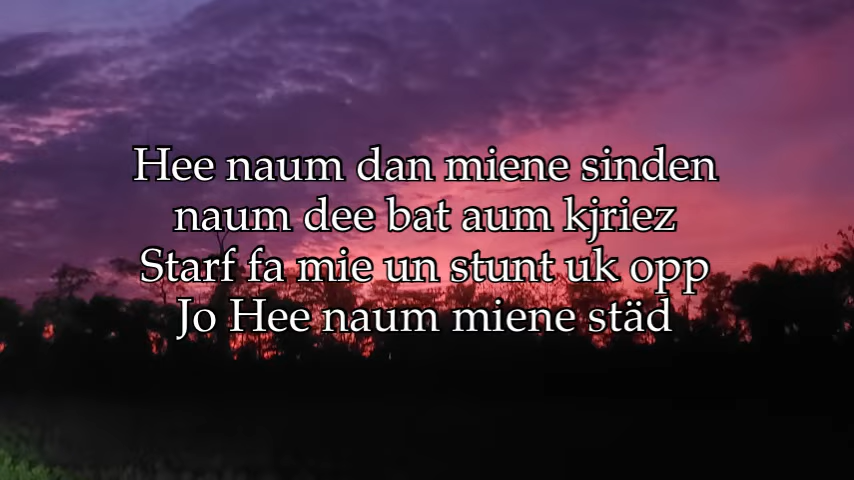 Hee naum dan miene sinden
naum dee bat aum kjriez
Starf fa mie un stunt uk opp
Jo Hee naum miene städ